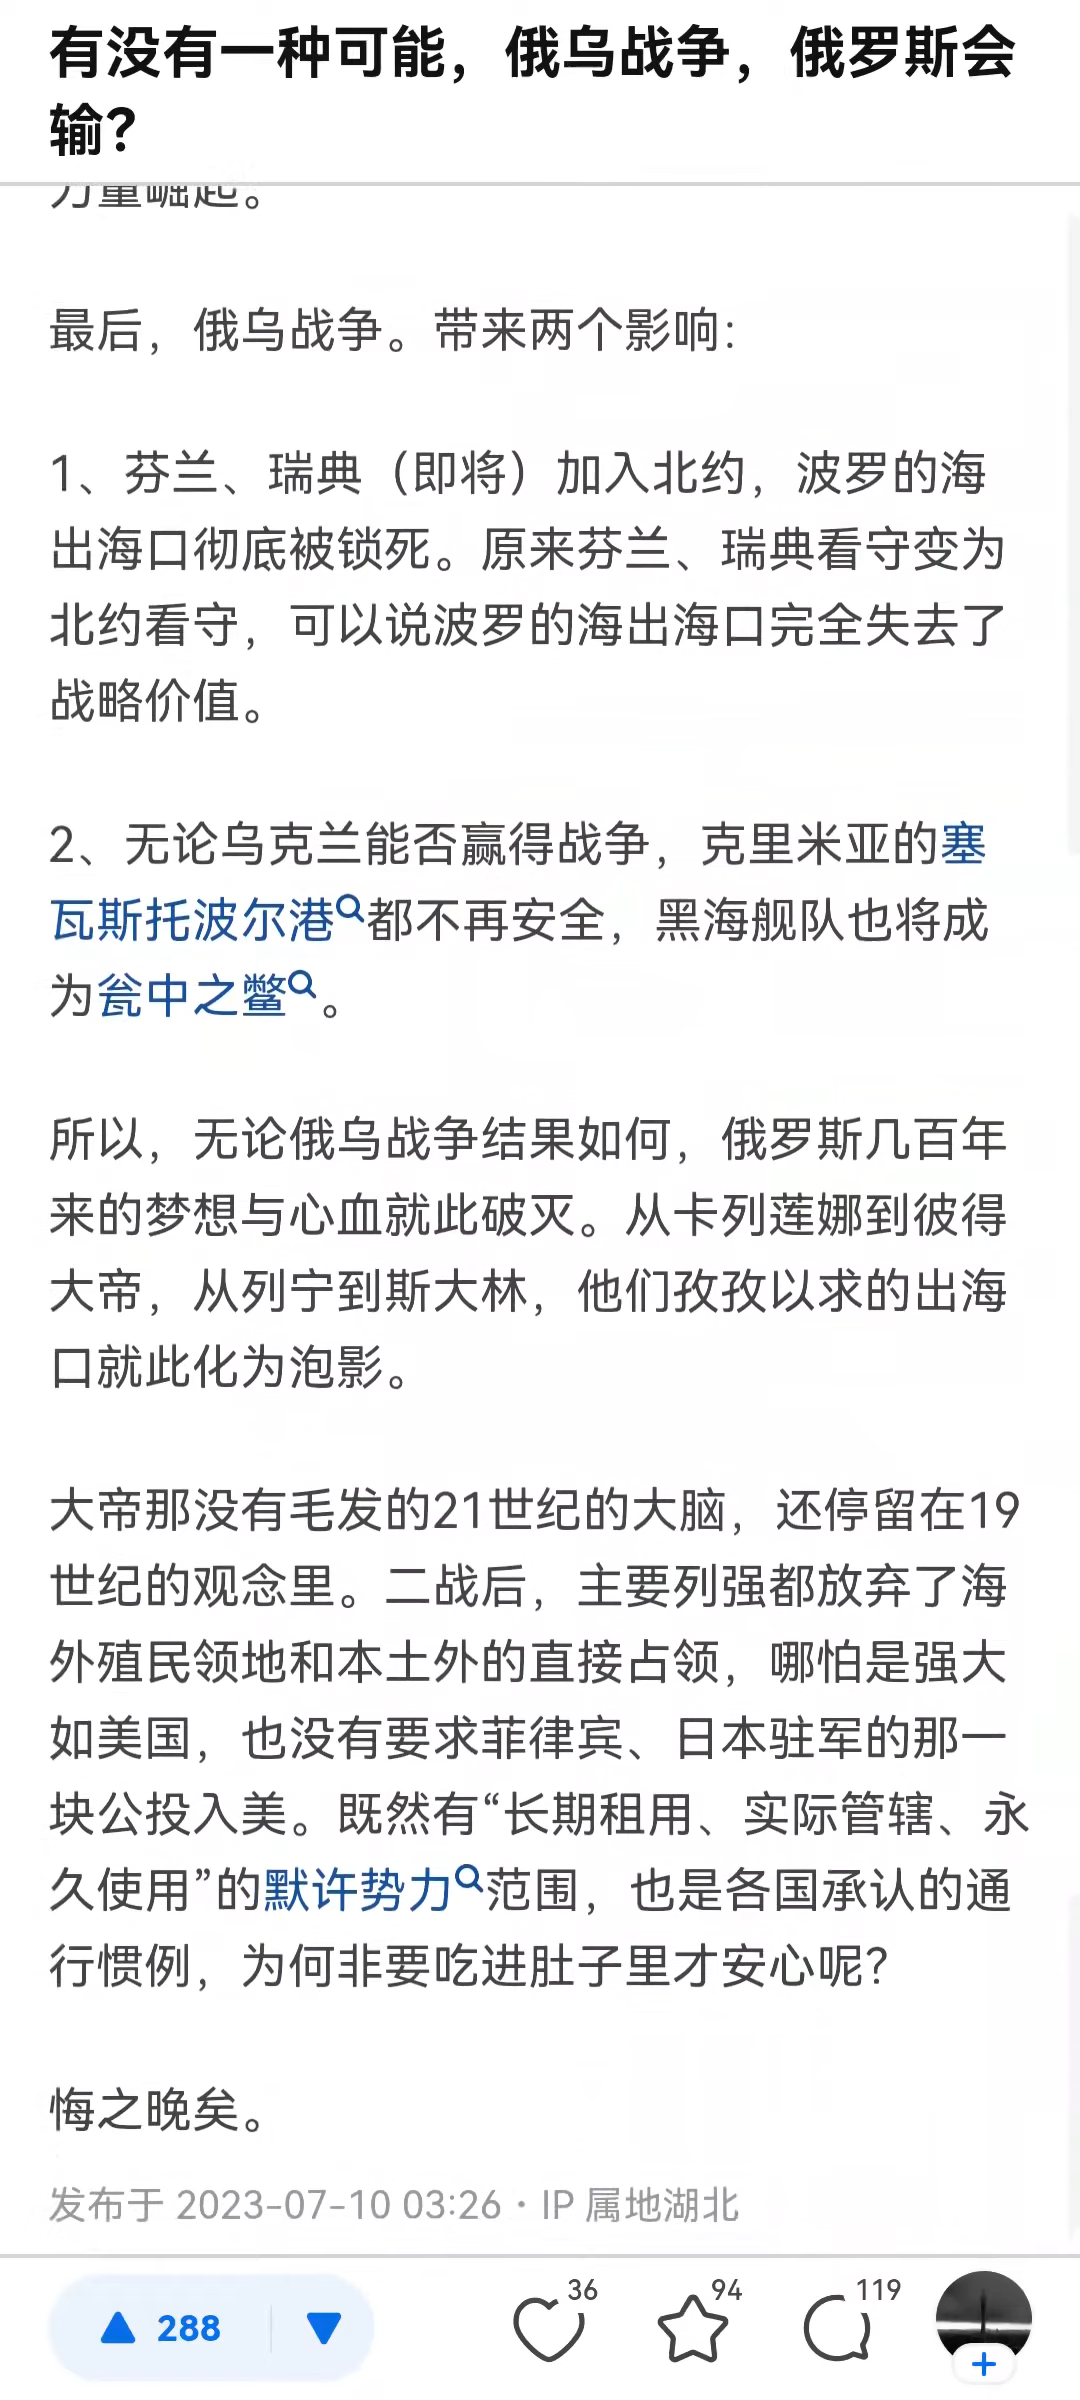 有没有一种可能，俄乌战争，俄罗斯会
输？
力量崛起。
最后，俄乌战争。带来两个影响:
1、芬兰、瑞典（即将）加入北约，波罗的海
出海口彻底被锁死。原来芬兰、瑞典看守变为
北约看守，可以说波罗的海出海口完全失去了
战略价值。
2、无论乌克兰能否赢得战争，克里米亚的塞
瓦斯托波尔港都不再安全，黑海舰队也将成
为瓮中之鳖。
所以，无论俄乌战争结果如何，俄罗斯几百年
来的梦想与心血就此破灭。从卡列莲娜到彼得
大帝，从列宁到斯大林，他们孜孜以求的出海
口就此化为泡影。
大帝那没有毛发的21世纪的大脑，还停留在19
世纪的观念里。二战后，主要列强都放弃了海
外殖民领地和本土外的直接占领，哪怕是强大
如美国，也没有要求菲律宾、日本驻军的那一
块公投入美。既然有“长期租用、实际管辖、永
久使用”的默许势力范围，也是各国承认的通
行惯例，为何非要吃进肚子里才安心呢？
悔之晚矣。
发布于 2023-07-10 03:26・IP 属地湖北
288
36
94
119